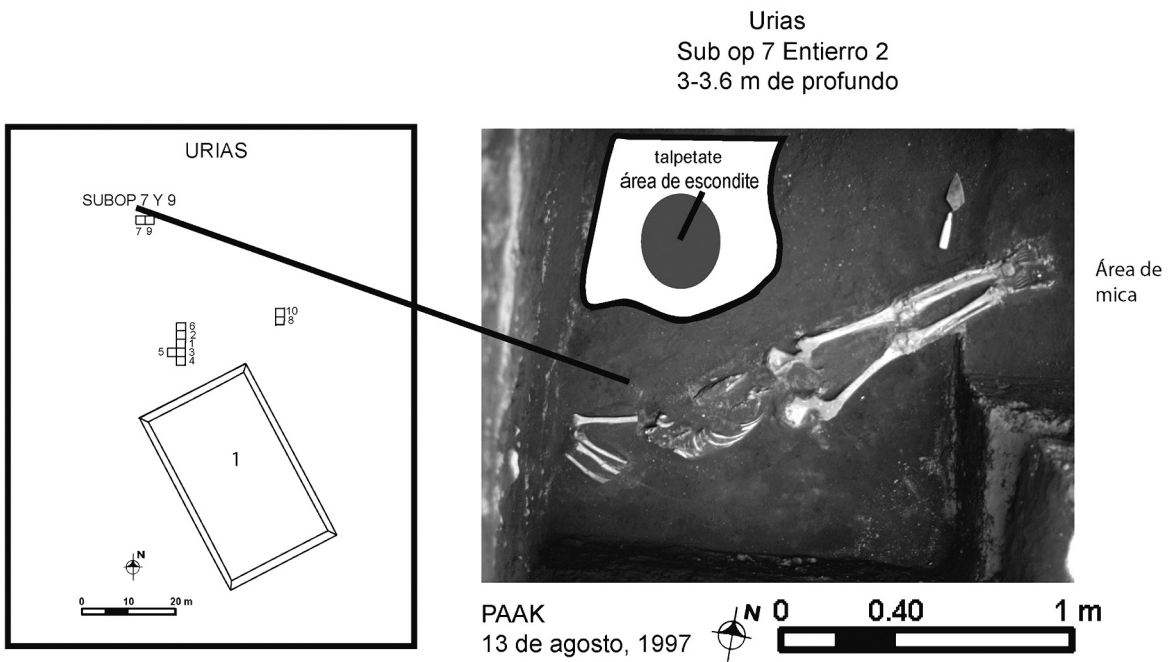 Urias
Sub op 7 Entierro 2
3-3.6 m de profundo
URIAS
SUBOP 7 Y 9
7 9
10
8
6
2
1
5 3
4
1
N
0 10 20 m
talpetate
área de escondite
Área de
mica
PAAK
13 de agosto, 1997
N
0 0.40 1 m